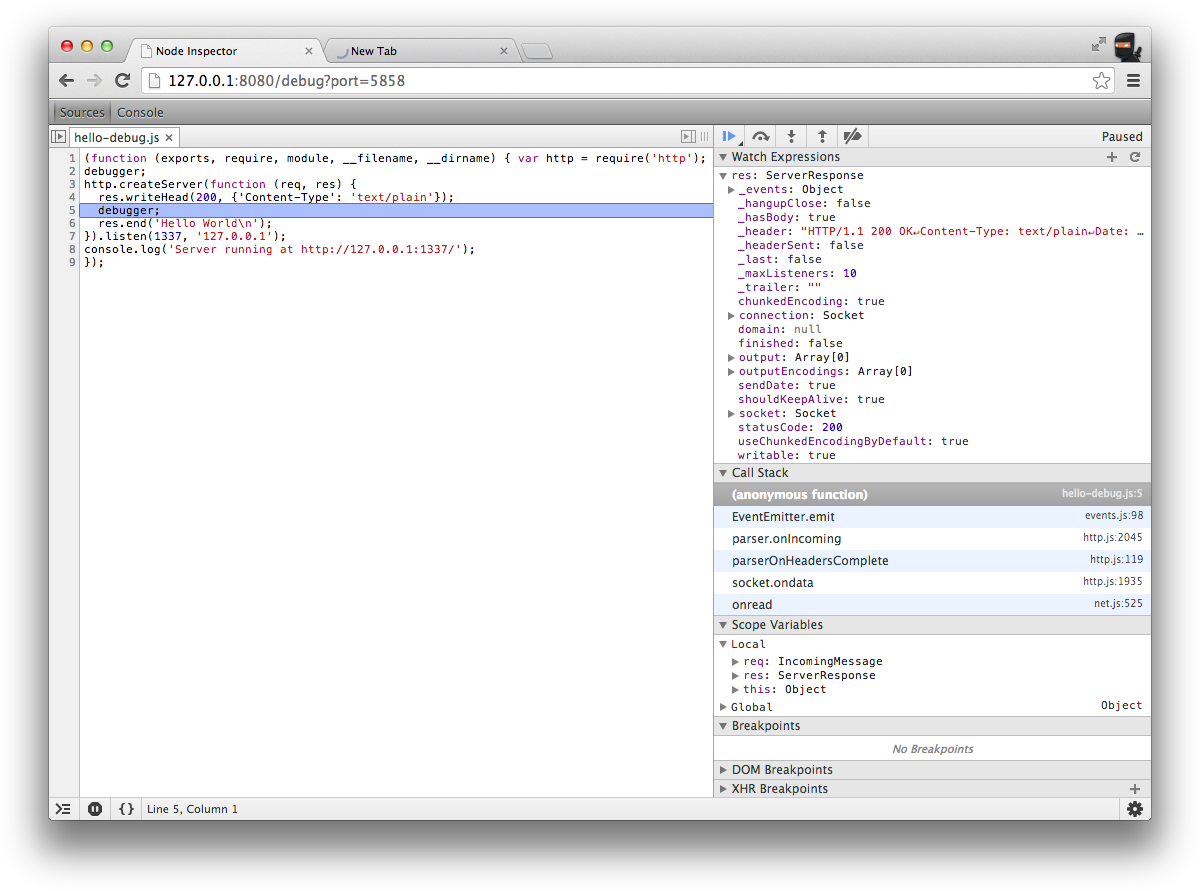 Node Inspector
New Tab
127.0.0.1:8080/debug?port=5858
Sources Console
hello-debug.js
1 (function (exports, require, module, __filename, __dirname) { var http = require('http');
2 debugger;
3 http.createServer(function (req, res) {
4 res.writeHead(200, {'Content-Type': 'text/plain'});
5 debugger;
6 res.end('Hello World\n');
7 }).listen(1337, '127.0.0.1');
8 console.log('Server running at http://127.0.0.1:1337/');
9 });
Paused
Watch Expressions
res: ServerResponse
_events: Object
_hangupClose: false
_hasBody: true
_header: "HTTP/1.1 200 OK↵Content-Type: text/plain↵Date: …
_headerSent: false
_last: false
_maxListeners: 10
_trailer: ""
chunkedEncoding: true
connection: Socket
domain: null
finished: false
output: Array[0]
outputEncodings: Array[0]
sendDate: true
shouldKeepAlive: true
socket: Socket
statusCode: 200
useChunkedEncodingByDefault: true
writable: true
Call Stack
(anonymous function) hello-debug.js:5
EventEmitter.emit events.js:98
parser.onIncoming http.js:2045
parserOnHeadersComplete http.js:119
socket.ondata http.js:1935
onread net.js:525
Scope Variables
Local
req: IncomingMessage
res: ServerResponse
this: Object
Global Object
Breakpoints
No Breakpoints
DOM Breakpoints
XHR Breakpoints
{ } Line 5, Column 1